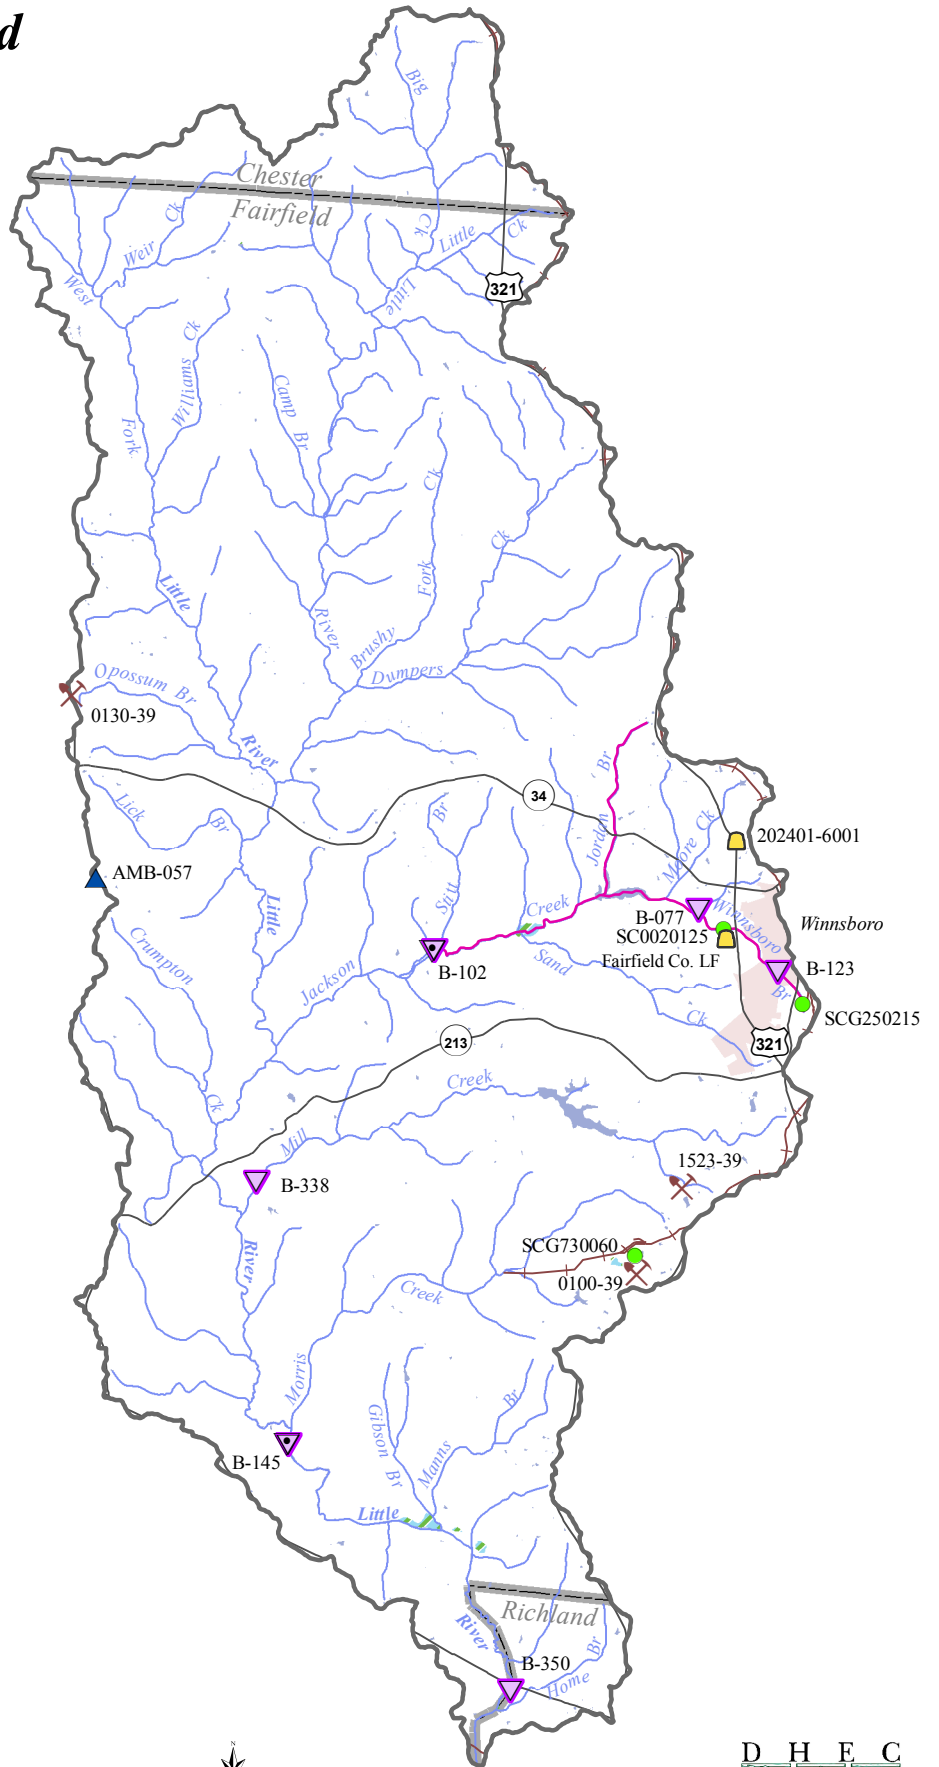 d
Big
Chester
Fairfield
Ck
Weir
Ck
Little
Ck
West
Little
321
Williams Ck
Camp Br
Fork
Ck
Ck
Fork
Little
River
Brushy
Dumpers
Opossum Br
0130-39
River
Br
34
Lick
Br
Br
Jorden
Moore Ck
202401-6001
AMB-057
Stitt
Creek
B-077
Winnsboro
Winnsboro
SC0020125
Little
Fairfield Co. LF
Crumpton
B-102
Sand
B-123
Jackson
Br
SCG250215
Ck
213
321
Creek
Ck
Mill
1523-39
B-338
SCG730060
River
0100-39
Creek
Morris
Br
Gibson Br
Manns
B-145
Little
Richland
River
Br
B-350
Home
N
D H E C